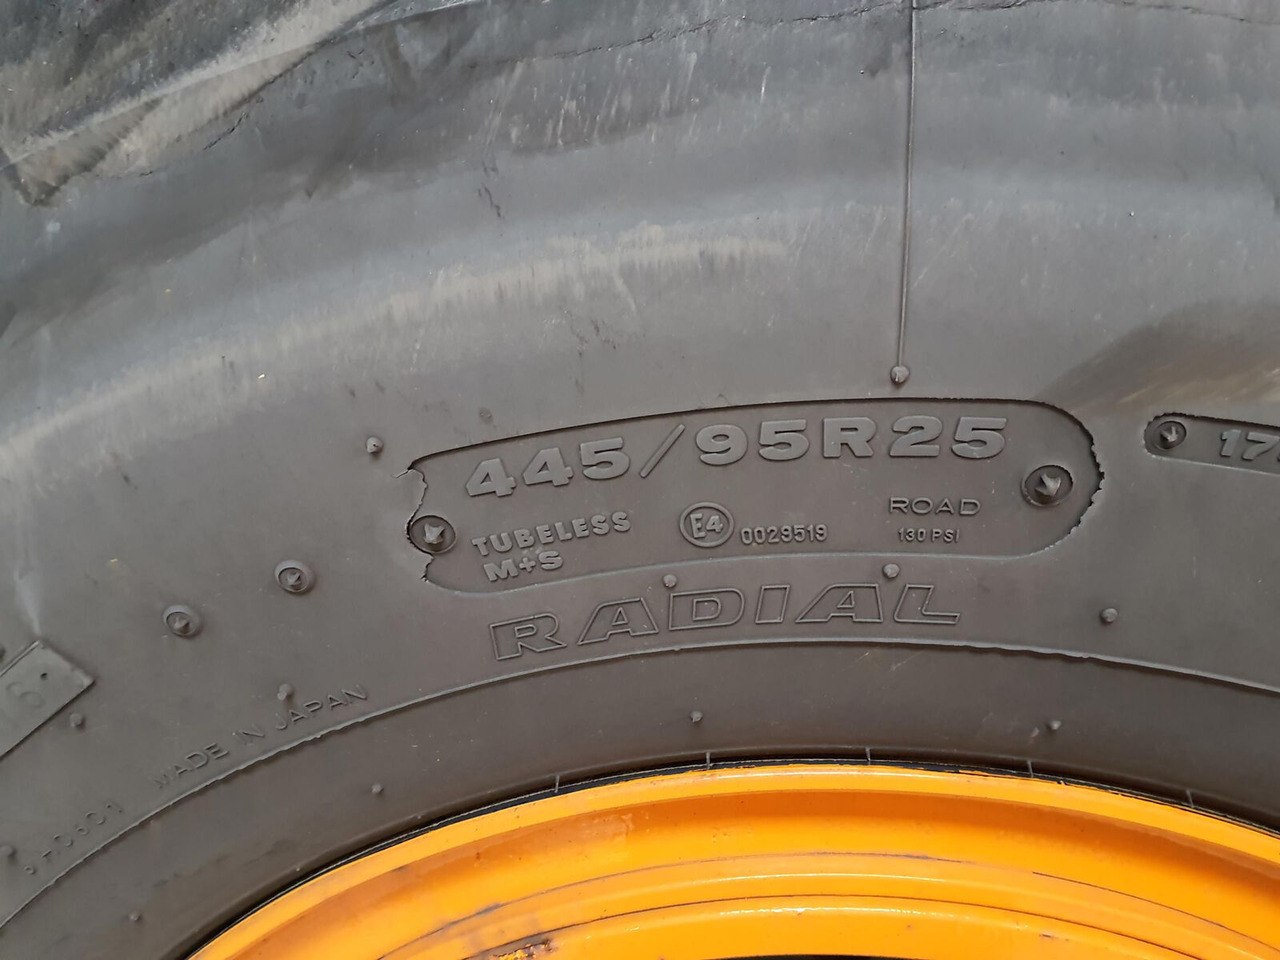 445/95R25
TUBELESS
M+S
E4 0029519
ROAD
130 PSI
RADIAL
MADE IN JAPAN